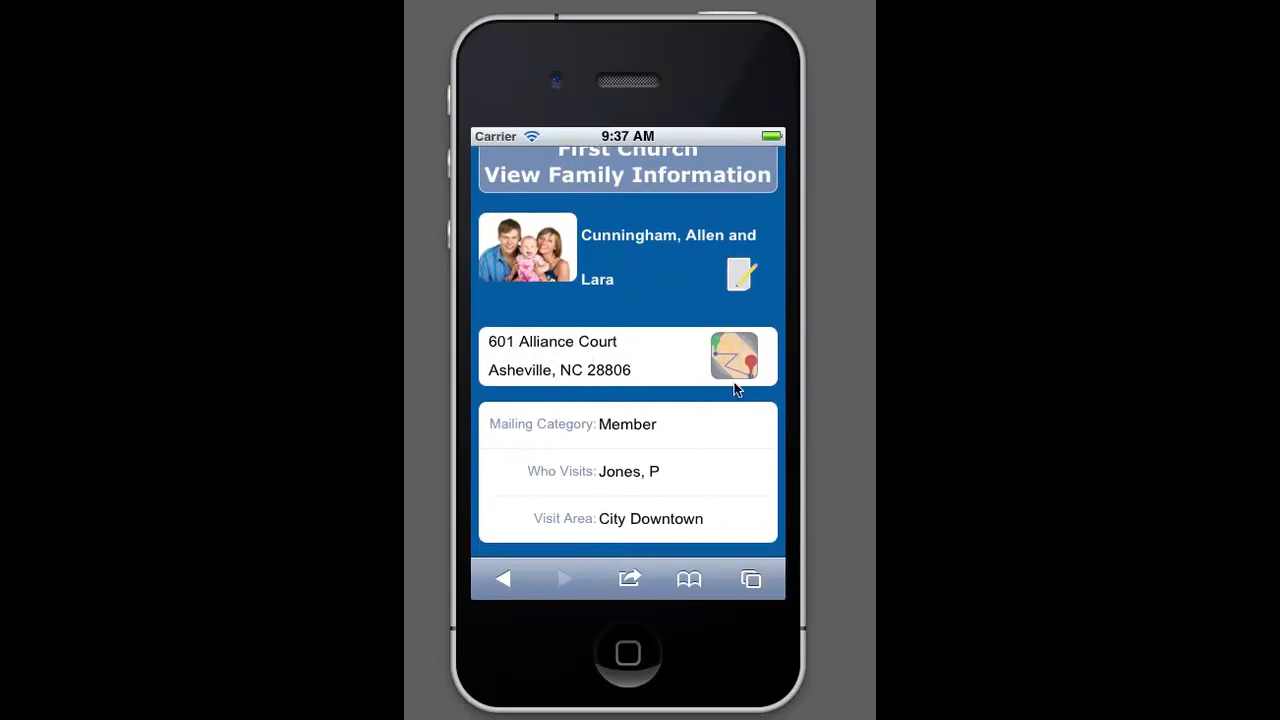 Carrier 9:37 AM
First Church
View Family Information
Cunningham, Allen and
Lara
601 Alliance Court
Asheville, NC 28806
Mailing Category: Member
Who Visits: Jones, P
Visit Area: City Downtown